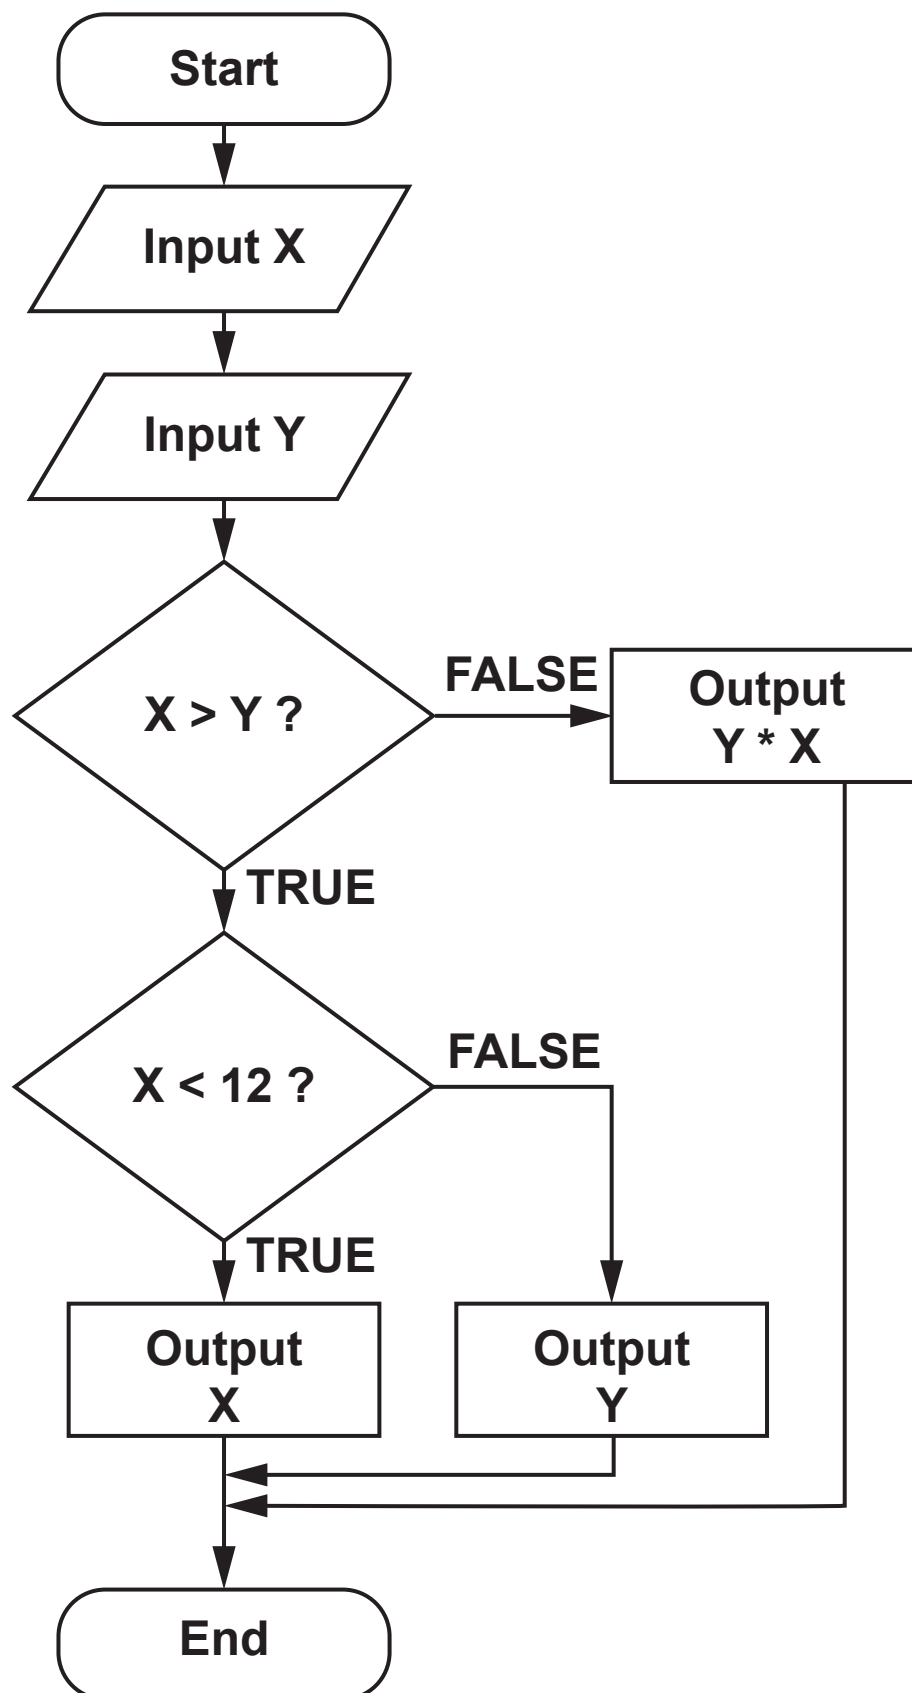 Start
Input X
Input Y
X > Y ?
FALSE
Output
Y * X
TRUE
X < 12 ?
FALSE
TRUE
Output
X
Output
Y
End